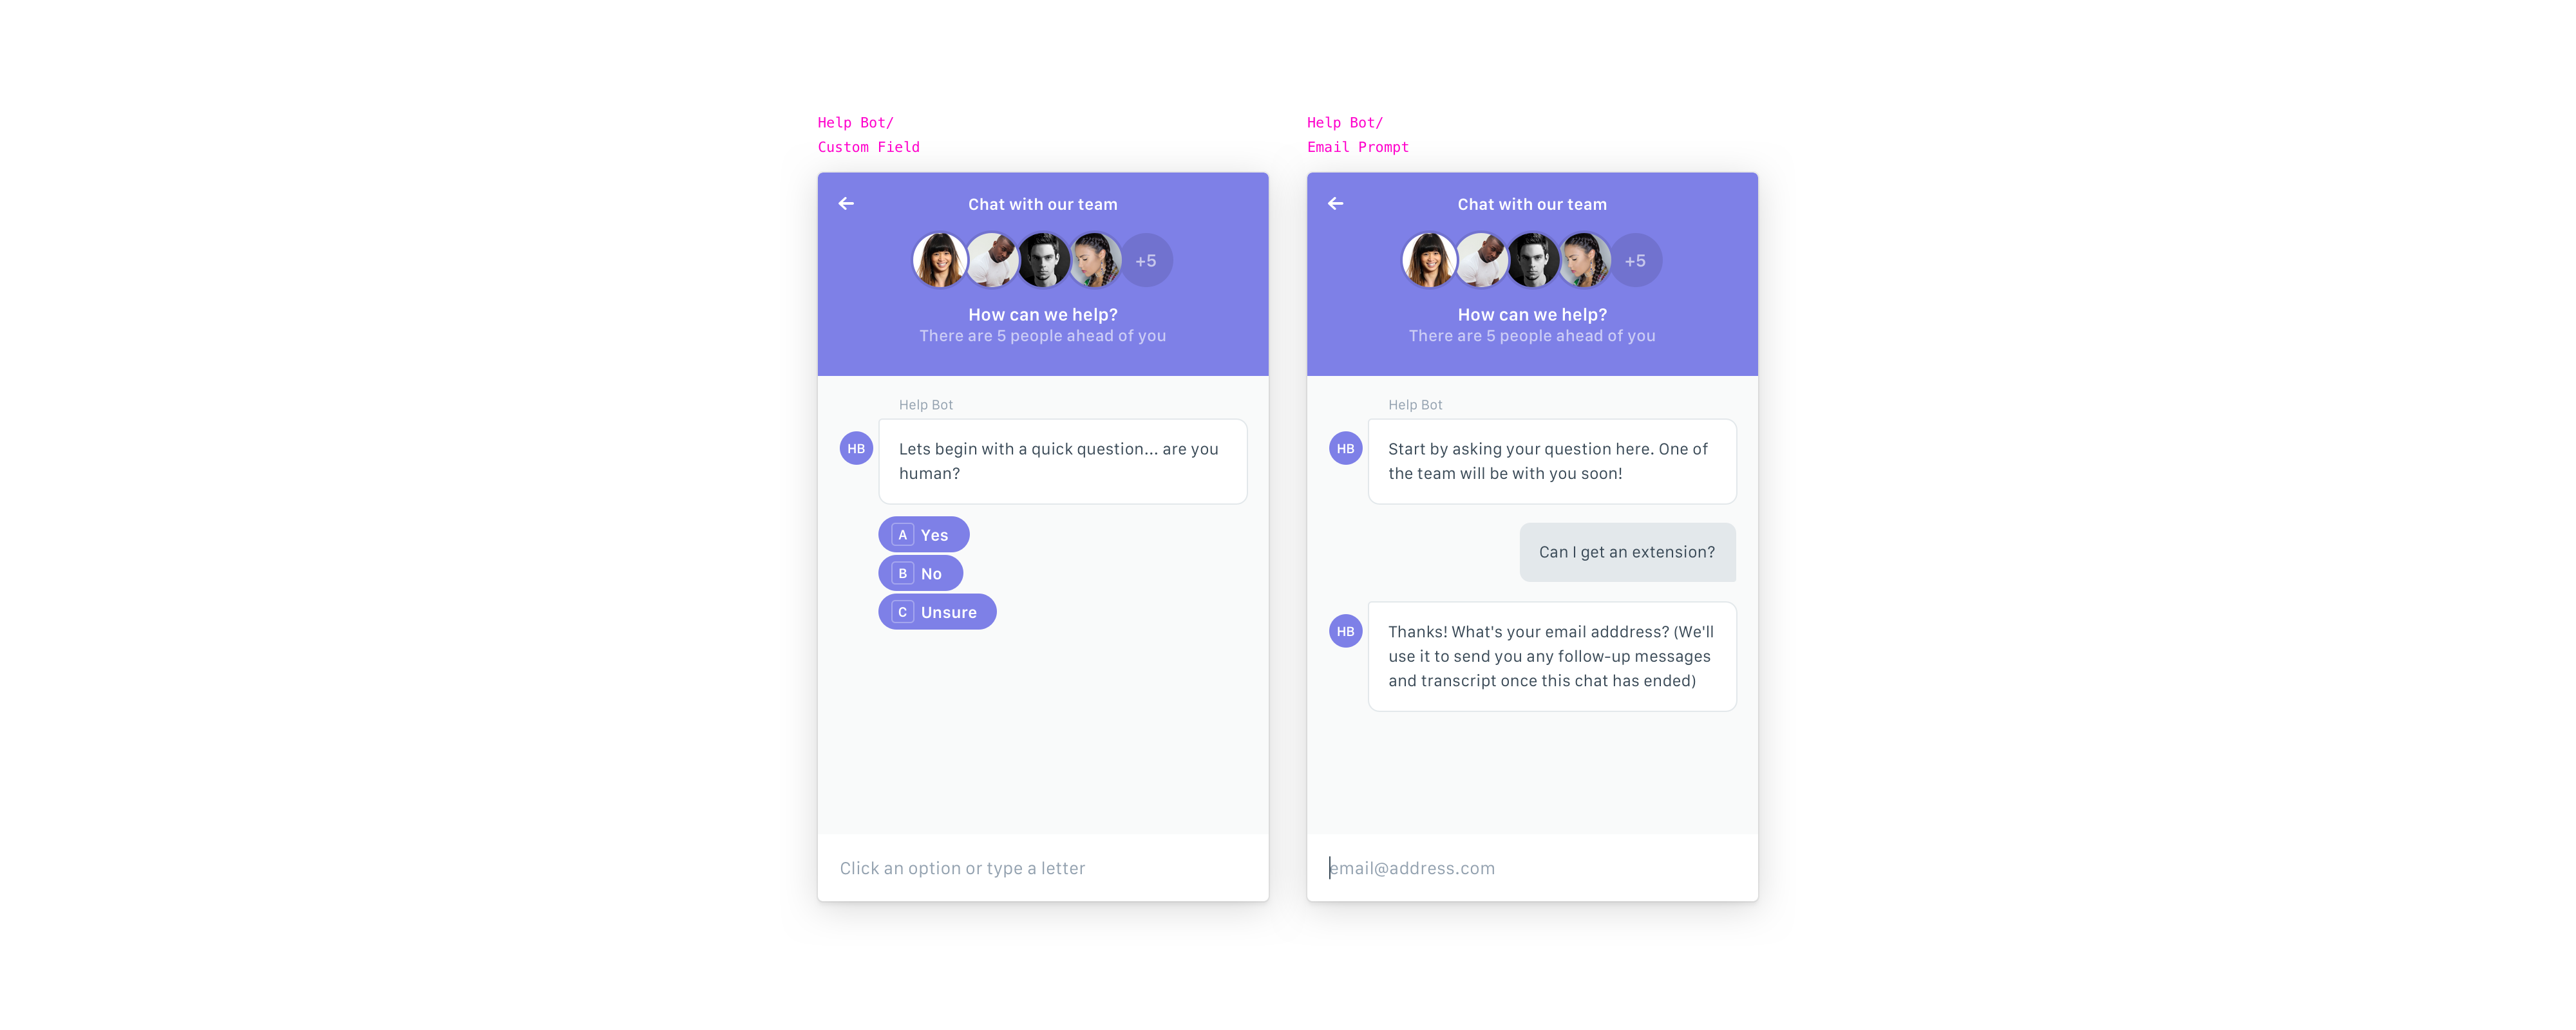 Help Bot/
Custom Field
Chat with our team
+5
How can we help?
There are 5 people ahead of you
Help Bot
HB
Lets begin with a quick question... are you
human?
A Yes
B No
C Unsure
Click an option or type a letter
Help Bot/
Email Prompt
Chat with our team
+5
How can we help?
There are 5 people ahead of you
Help Bot
HB
Start by asking your question here. One of
the team will be with you soon!
Can I get an extension?
HB
Thanks! What's your email adddress? (We'll
use it to send you any follow-up messages
and transcript once this chat has ended)
email@address.com